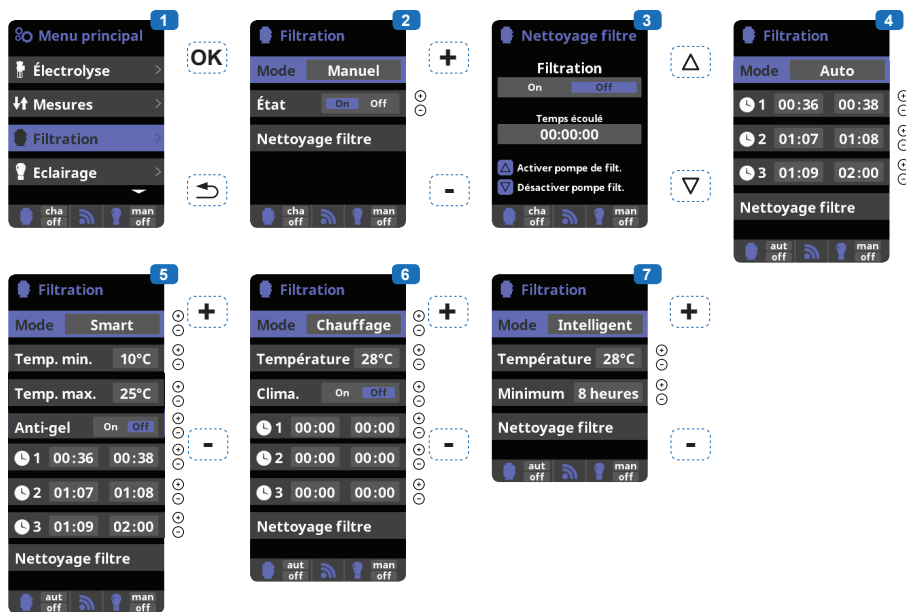 1
Menu principal
Électrolyse
Mesures
Filtration
Eclairage
cha off man off
OK
2
Filtration
Mode Manuel
État On Off
Nettoyage filtre
cha off man off
+
-
3
Nettoyage filtre
Filtration
On Off
Temps écoulé
00:00:00
Activer pompe de filt.
Désactiver pompe filt.
cha off man off
4
Filtration
Mode Auto
1 00:36 00:38
2 01:07 01:08
3 01:09 02:00
Nettoyage filtre
aut off man off
5
Filtration
Mode Smart
Temp. min. 10°C
Temp. max. 25°C
Anti-gel On Off
1 00:36 00:38
2 01:07 01:08
3 01:09 02:00
Nettoyage filtre
aut off man off
+
-
6
Filtration
Mode Chauffage
Température 28°C
Clima. On Off
1 00:00 00:00
2 00:00 00:00
3 00:00 00:00
Nettoyage filtre
aut off man off
+
-
7
Filtration
Mode Intelligent
Température 28°C
Minimum 8 heures
Nettoyage filtre
aut off man off
+
-